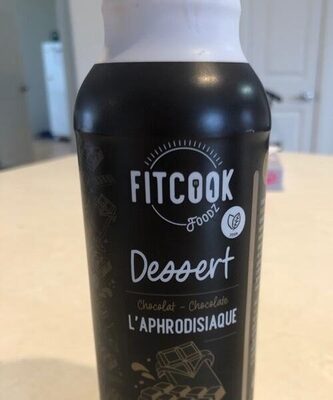 FITCOOK
FOODZ
Dessert
Chocolat - Chocolate
L'APHRODISIAQUE